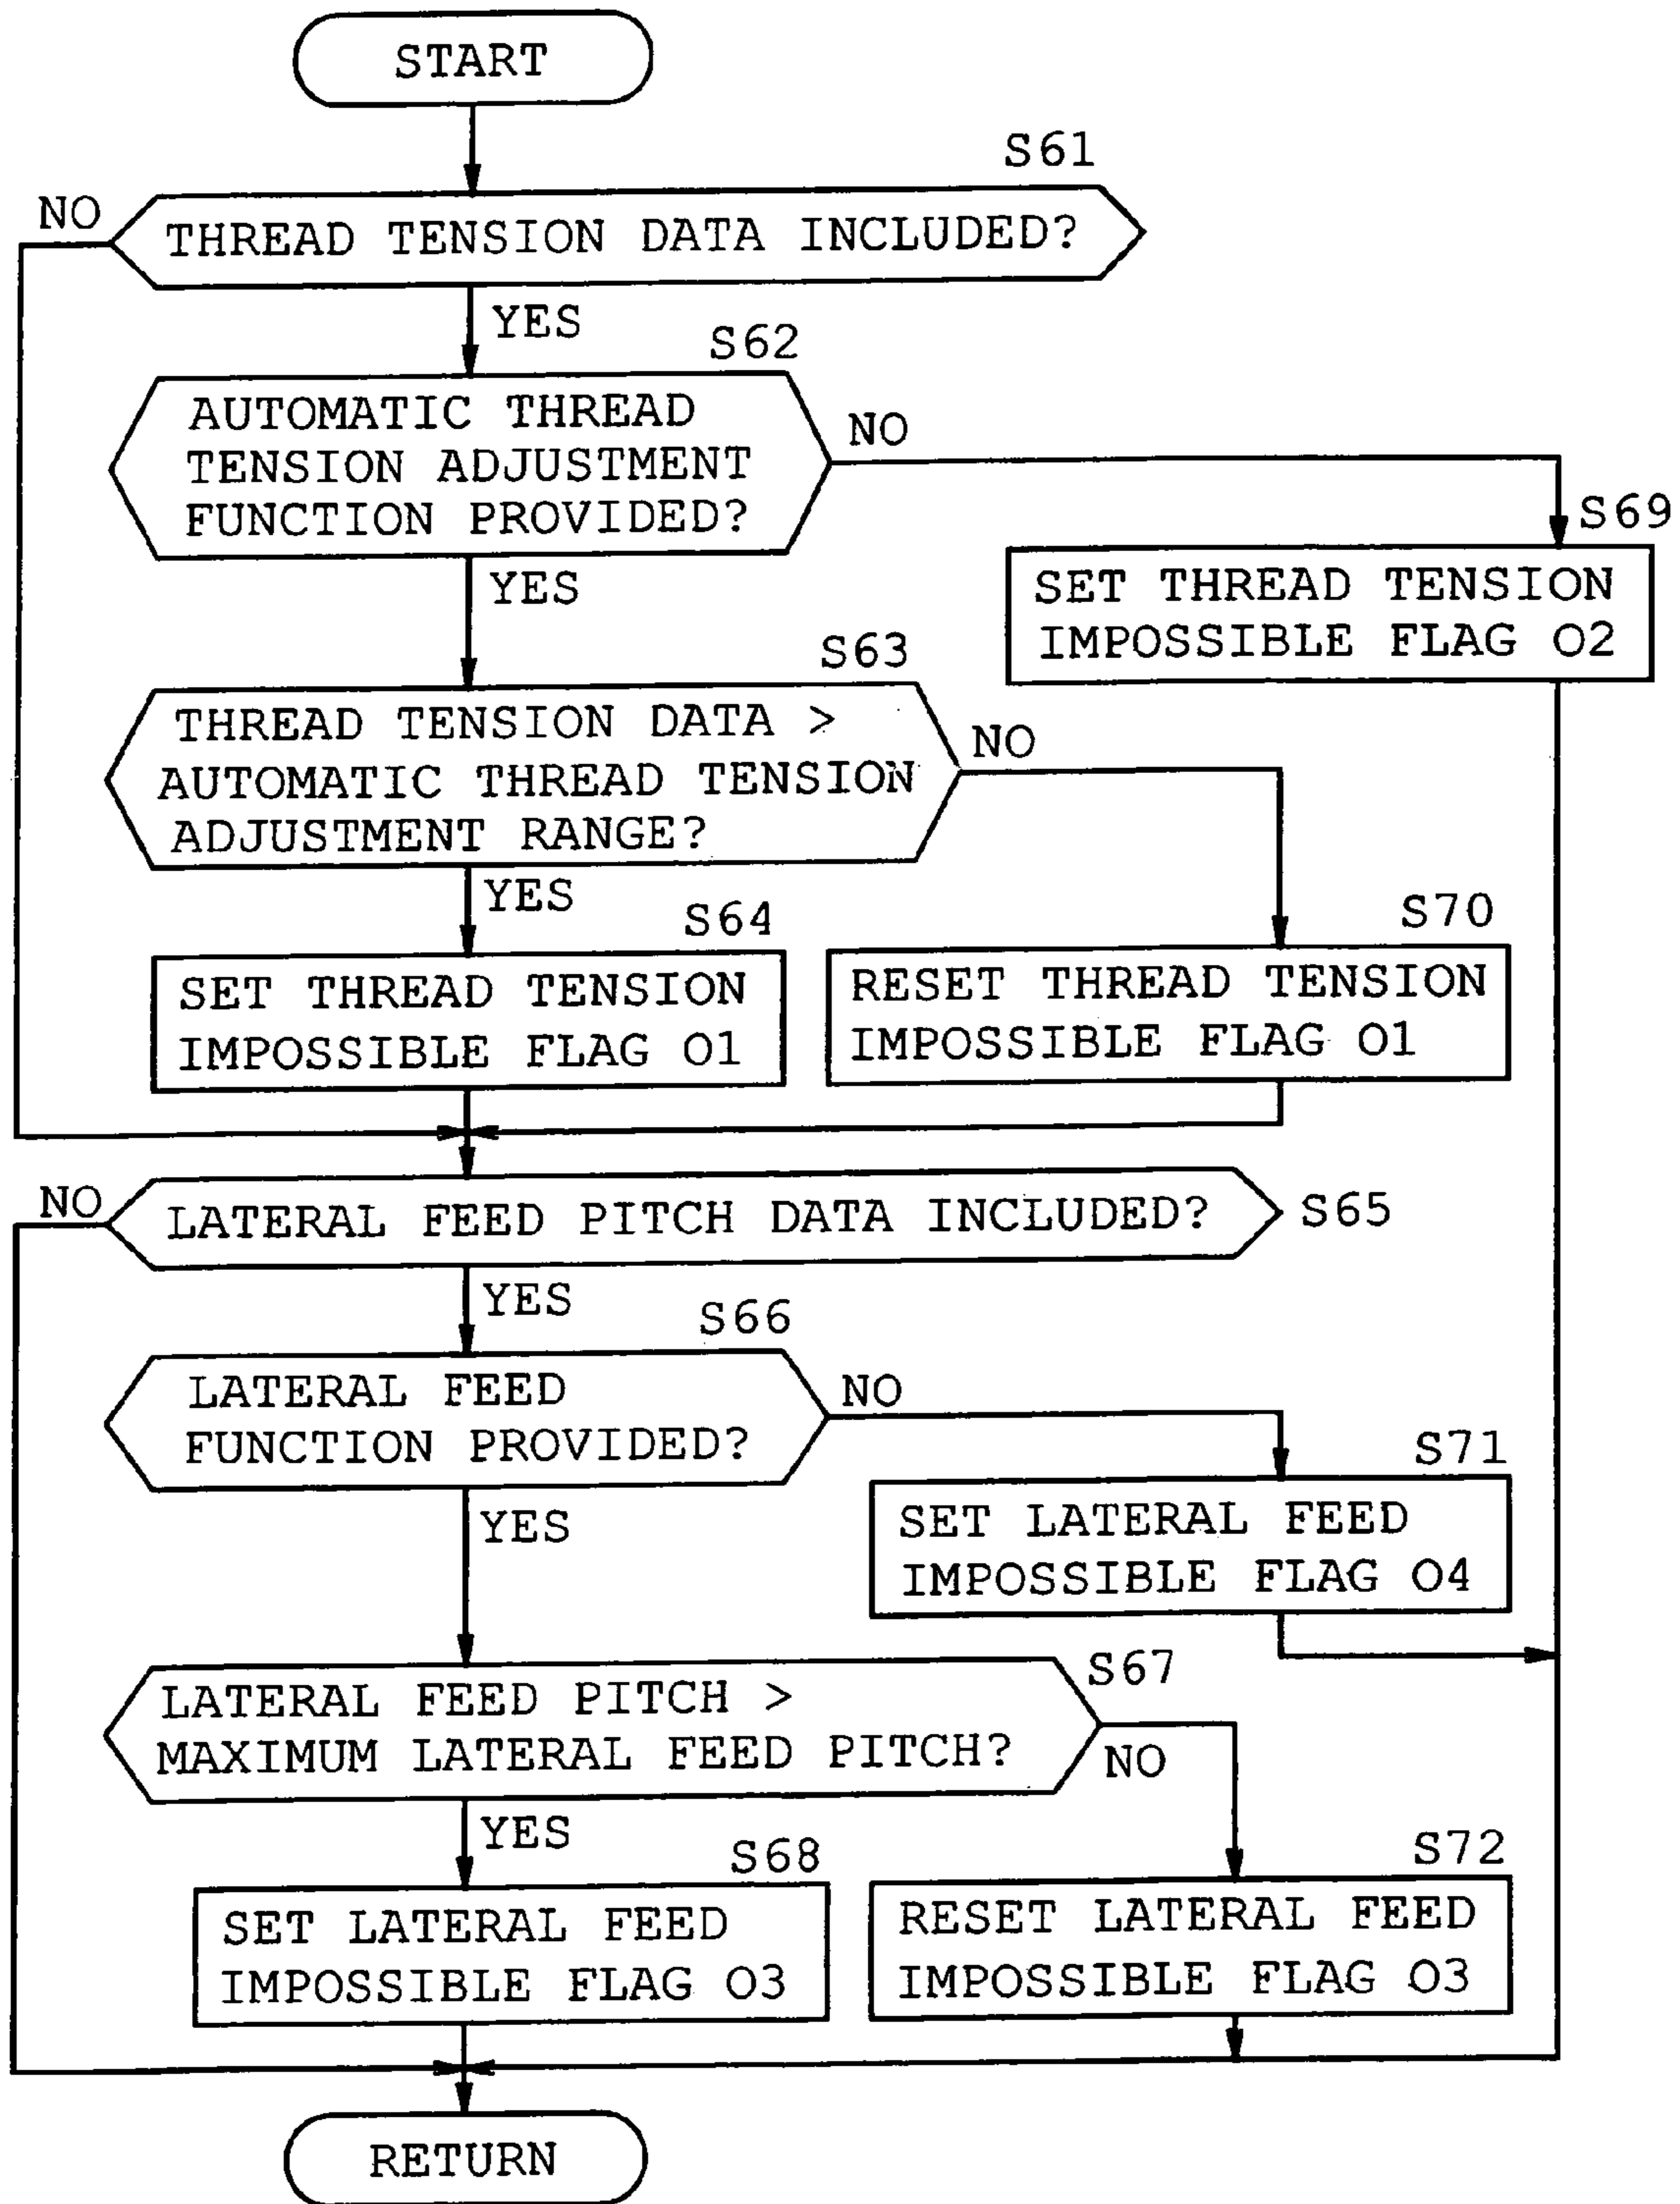 START
S61
NO
THREAD TENSION DATA INCLUDED?
YES
S62
AUTOMATIC THREAD
TENSION ADJUSTMENT
FUNCTION PROVIDED?
NO
S69
SET THREAD TENSION
IMPOSSIBLE FLAG O2
YES
S63
THREAD TENSION DATA >
AUTOMATIC THREAD TENSION
ADJUSTMENT RANGE?
NO
YES
S64
SET THREAD TENSION
IMPOSSIBLE FLAG O1
S70
RESET THREAD TENSION
IMPOSSIBLE FLAG O1
NO
LATERAL FEED PITCH DATA INCLUDED?
S65
YES
S66
LATERAL FEED
FUNCTION PROVIDED?
NO
S71
SET LATERAL FEED
IMPOSSIBLE FLAG O4
YES
S67
LATERAL FEED PITCH >
MAXIMUM LATERAL FEED PITCH?
NO
YES
S68
SET LATERAL FEED
IMPOSSIBLE FLAG O3
S72
RESET LATERAL FEED
IMPOSSIBLE FLAG O3
RETURN